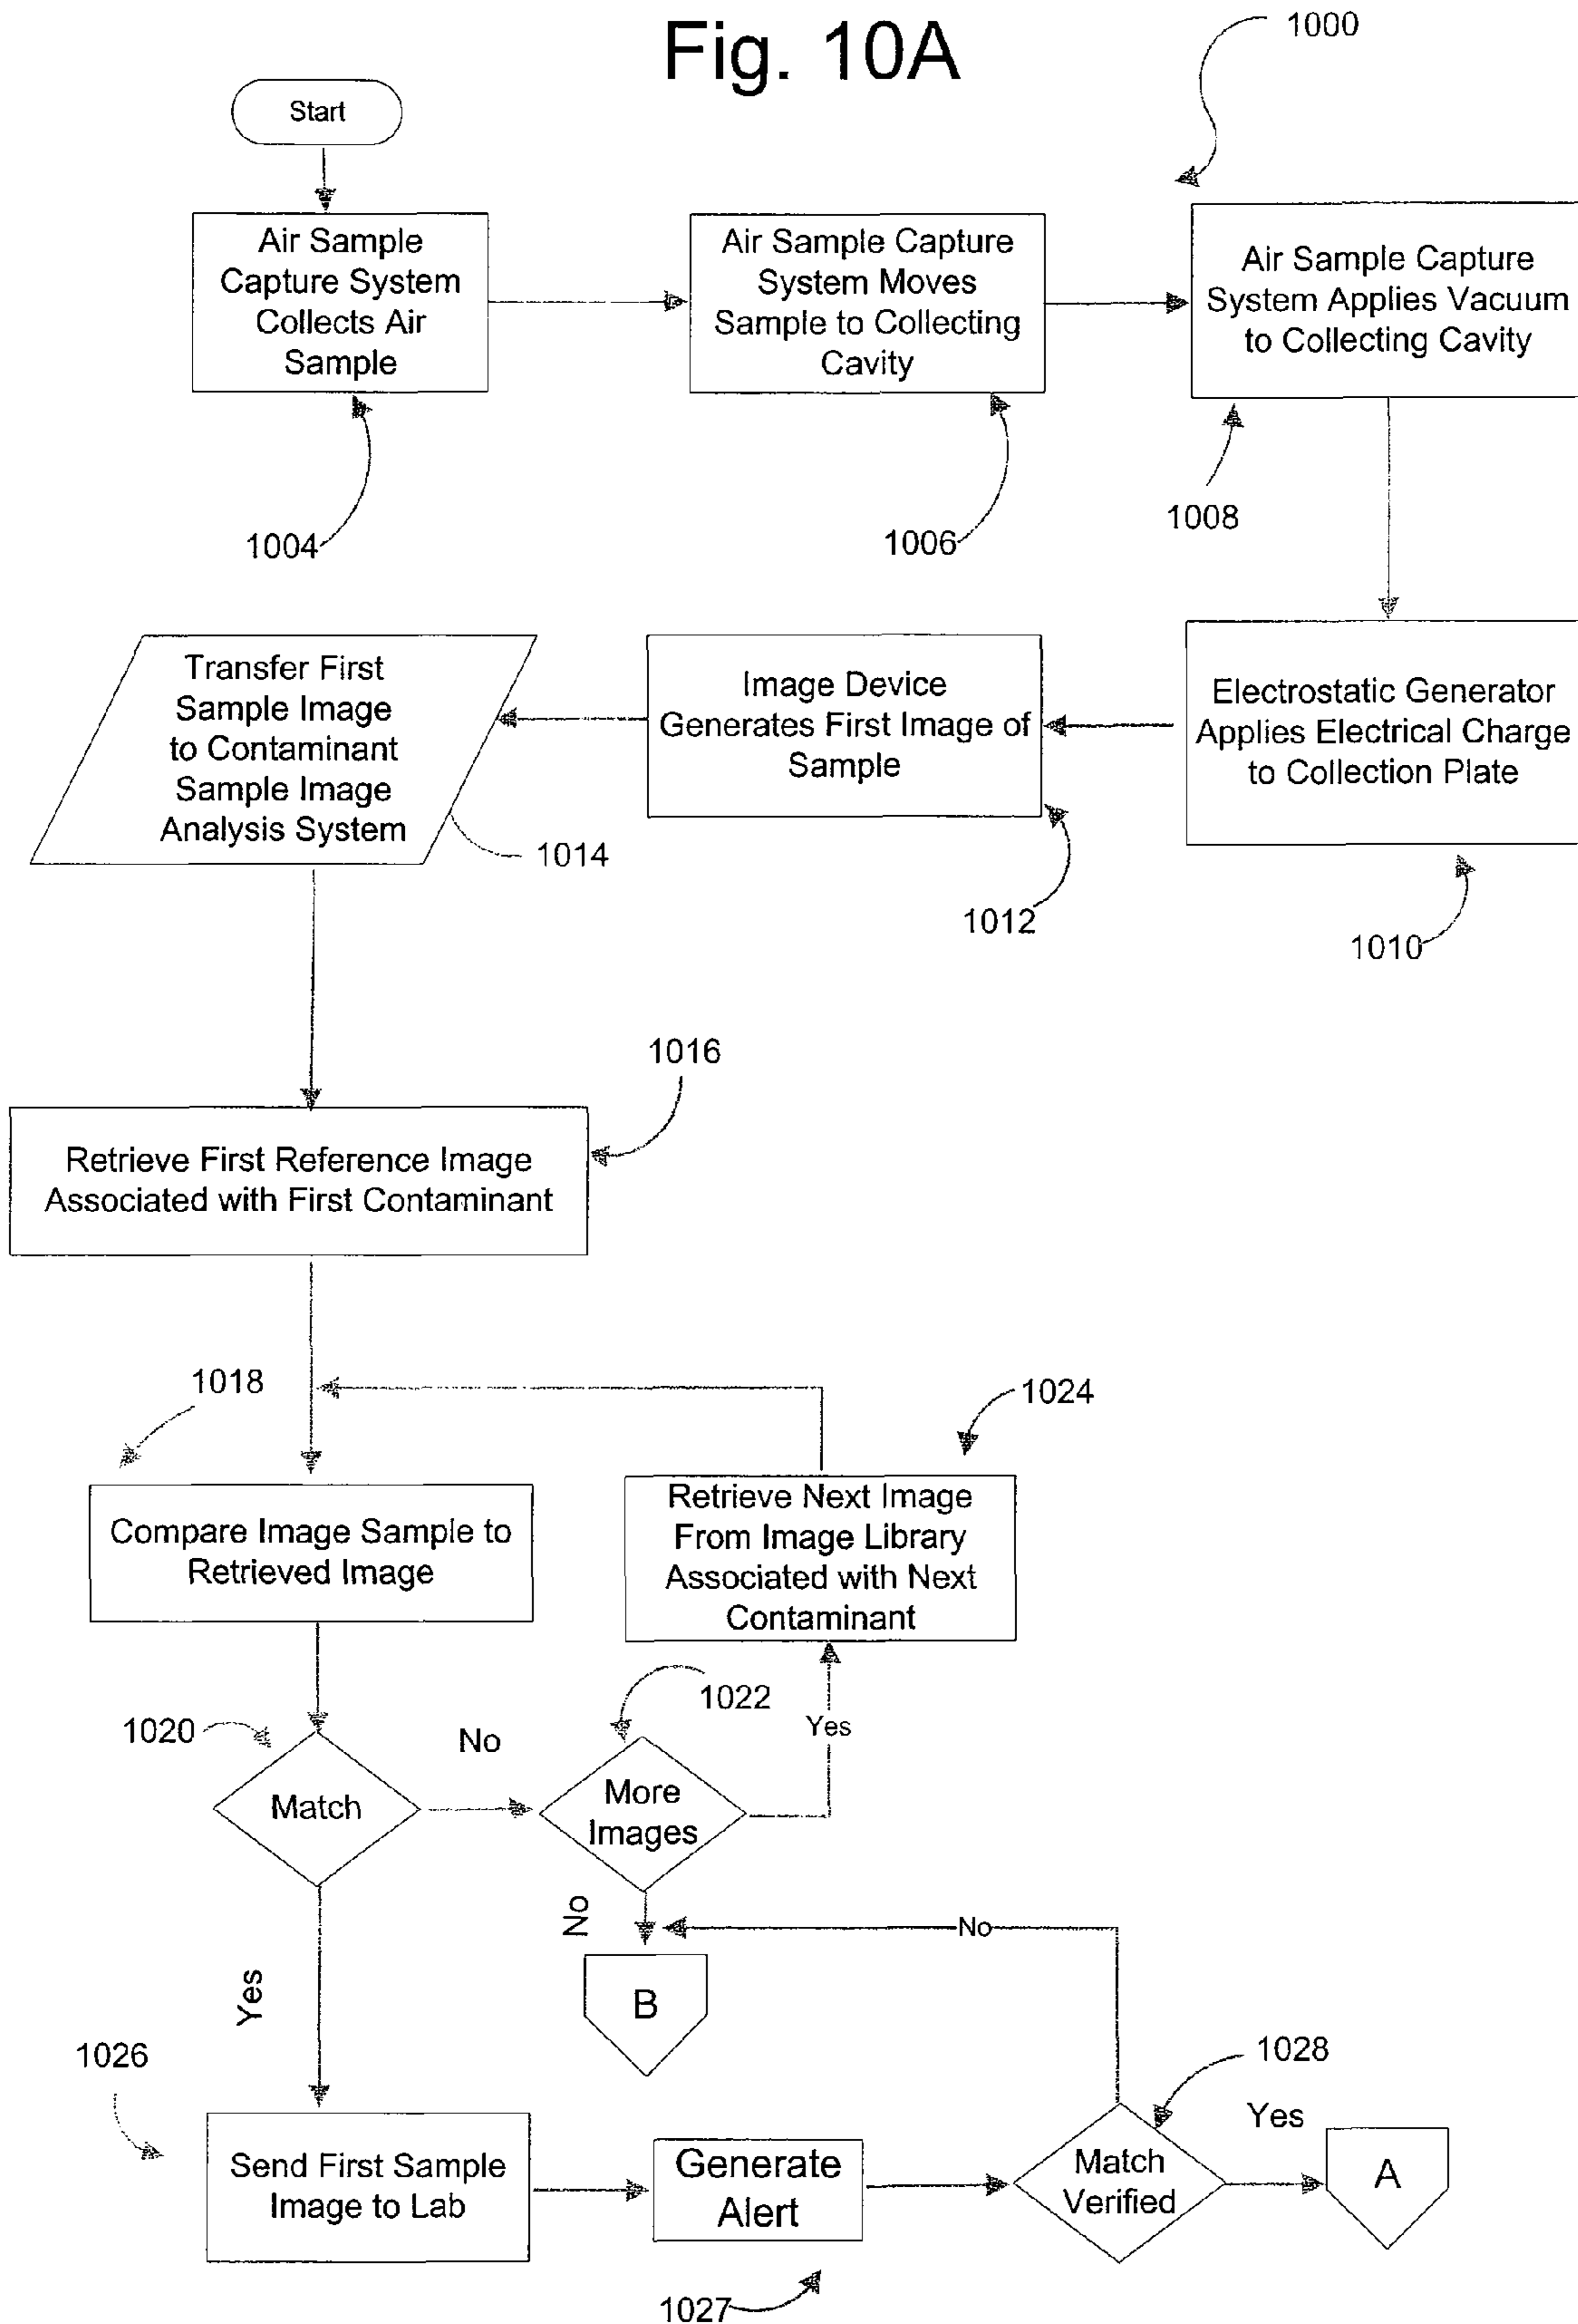 Fig. 10A
1000
Start
Air Sample
Capture System
Collects Air
Sample
Air Sample Capture
System Moves
Sample to Collecting
Cavity
Air Sample Capture
System Applies Vacuum
to Collecting Cavity
1004
1006
1008
Transfer First
Sample Image
to Contaminant
Sample Image
Analysis System
Image Device
Generates First Image of
Sample
Electrostatic Generator
Applies Electrical Charge
to Collection Plate
1014
1012
1010
1016
Retrieve First Reference Image
Associated with First Contaminant
1018
1024
Compare Image Sample to
Retrieved Image
Retrieve Next Image
From Image Library
Associated with Next
Contaminant
1020
No
1022
Yes
Match
More
Images
No
No
Yes
B
1026
1028
Yes
Send First Sample
Image to Lab
Generate
Alert
Match
Verified
A
1027